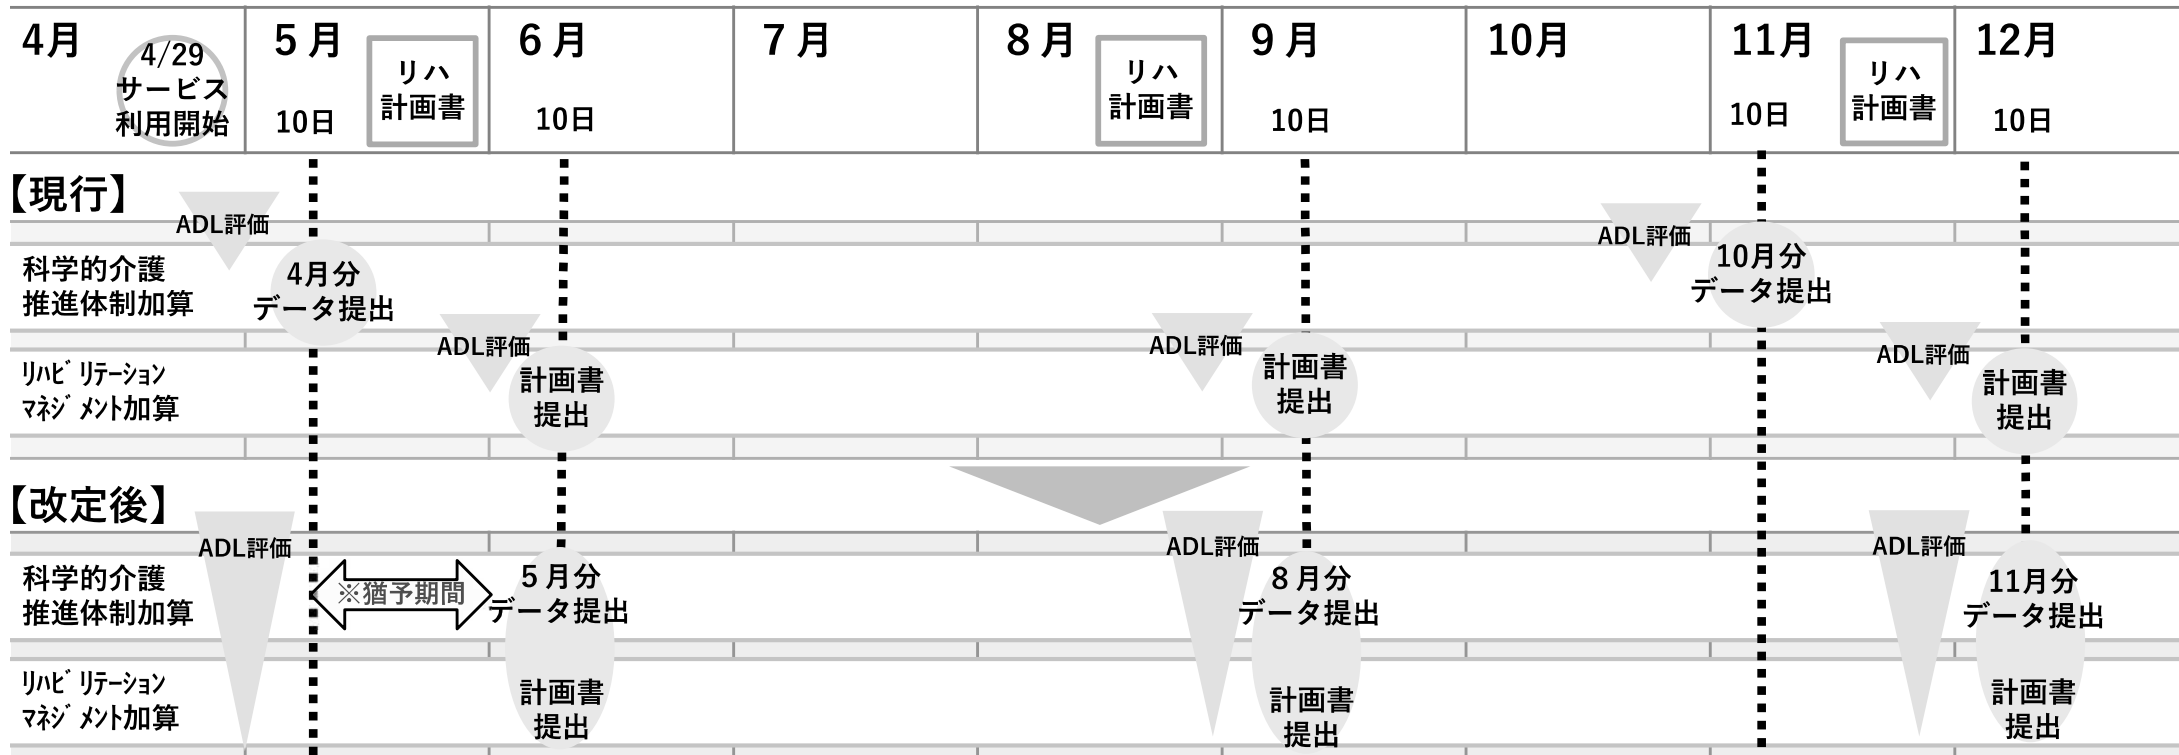 4月
4/29
サービス
利用開始
5月
10日
リハ
計画書
6月
10日
7月
8月
リハ
計画書
9月
10日
10月
11月
10日
リハ
計画書
12月
10日
【現行】
ADL評価
ADL評価
科学的介護
推進体制加算
4月分
データ提出
10月分
データ提出
ADL評価
ADL評価
ADL評価
ﾘﾊﾋﾞﾘﾃｰｼｮﾝ
ﾏﾈｼﾞﾒﾝﾄ加算
計画書
提出
計画書
提出
計画書
提出
【改定後】
ADL評価
ADL評価
ADL評価
科学的介護
推進体制加算
※猶予期間
5月分
データ提出
8月分
データ提出
11月分
データ提出
ﾘﾊﾋﾞﾘﾃｰｼｮﾝ
ﾏﾈｼﾞﾒﾝﾄ加算
計画書
提出
計画書
提出
計画書
提出